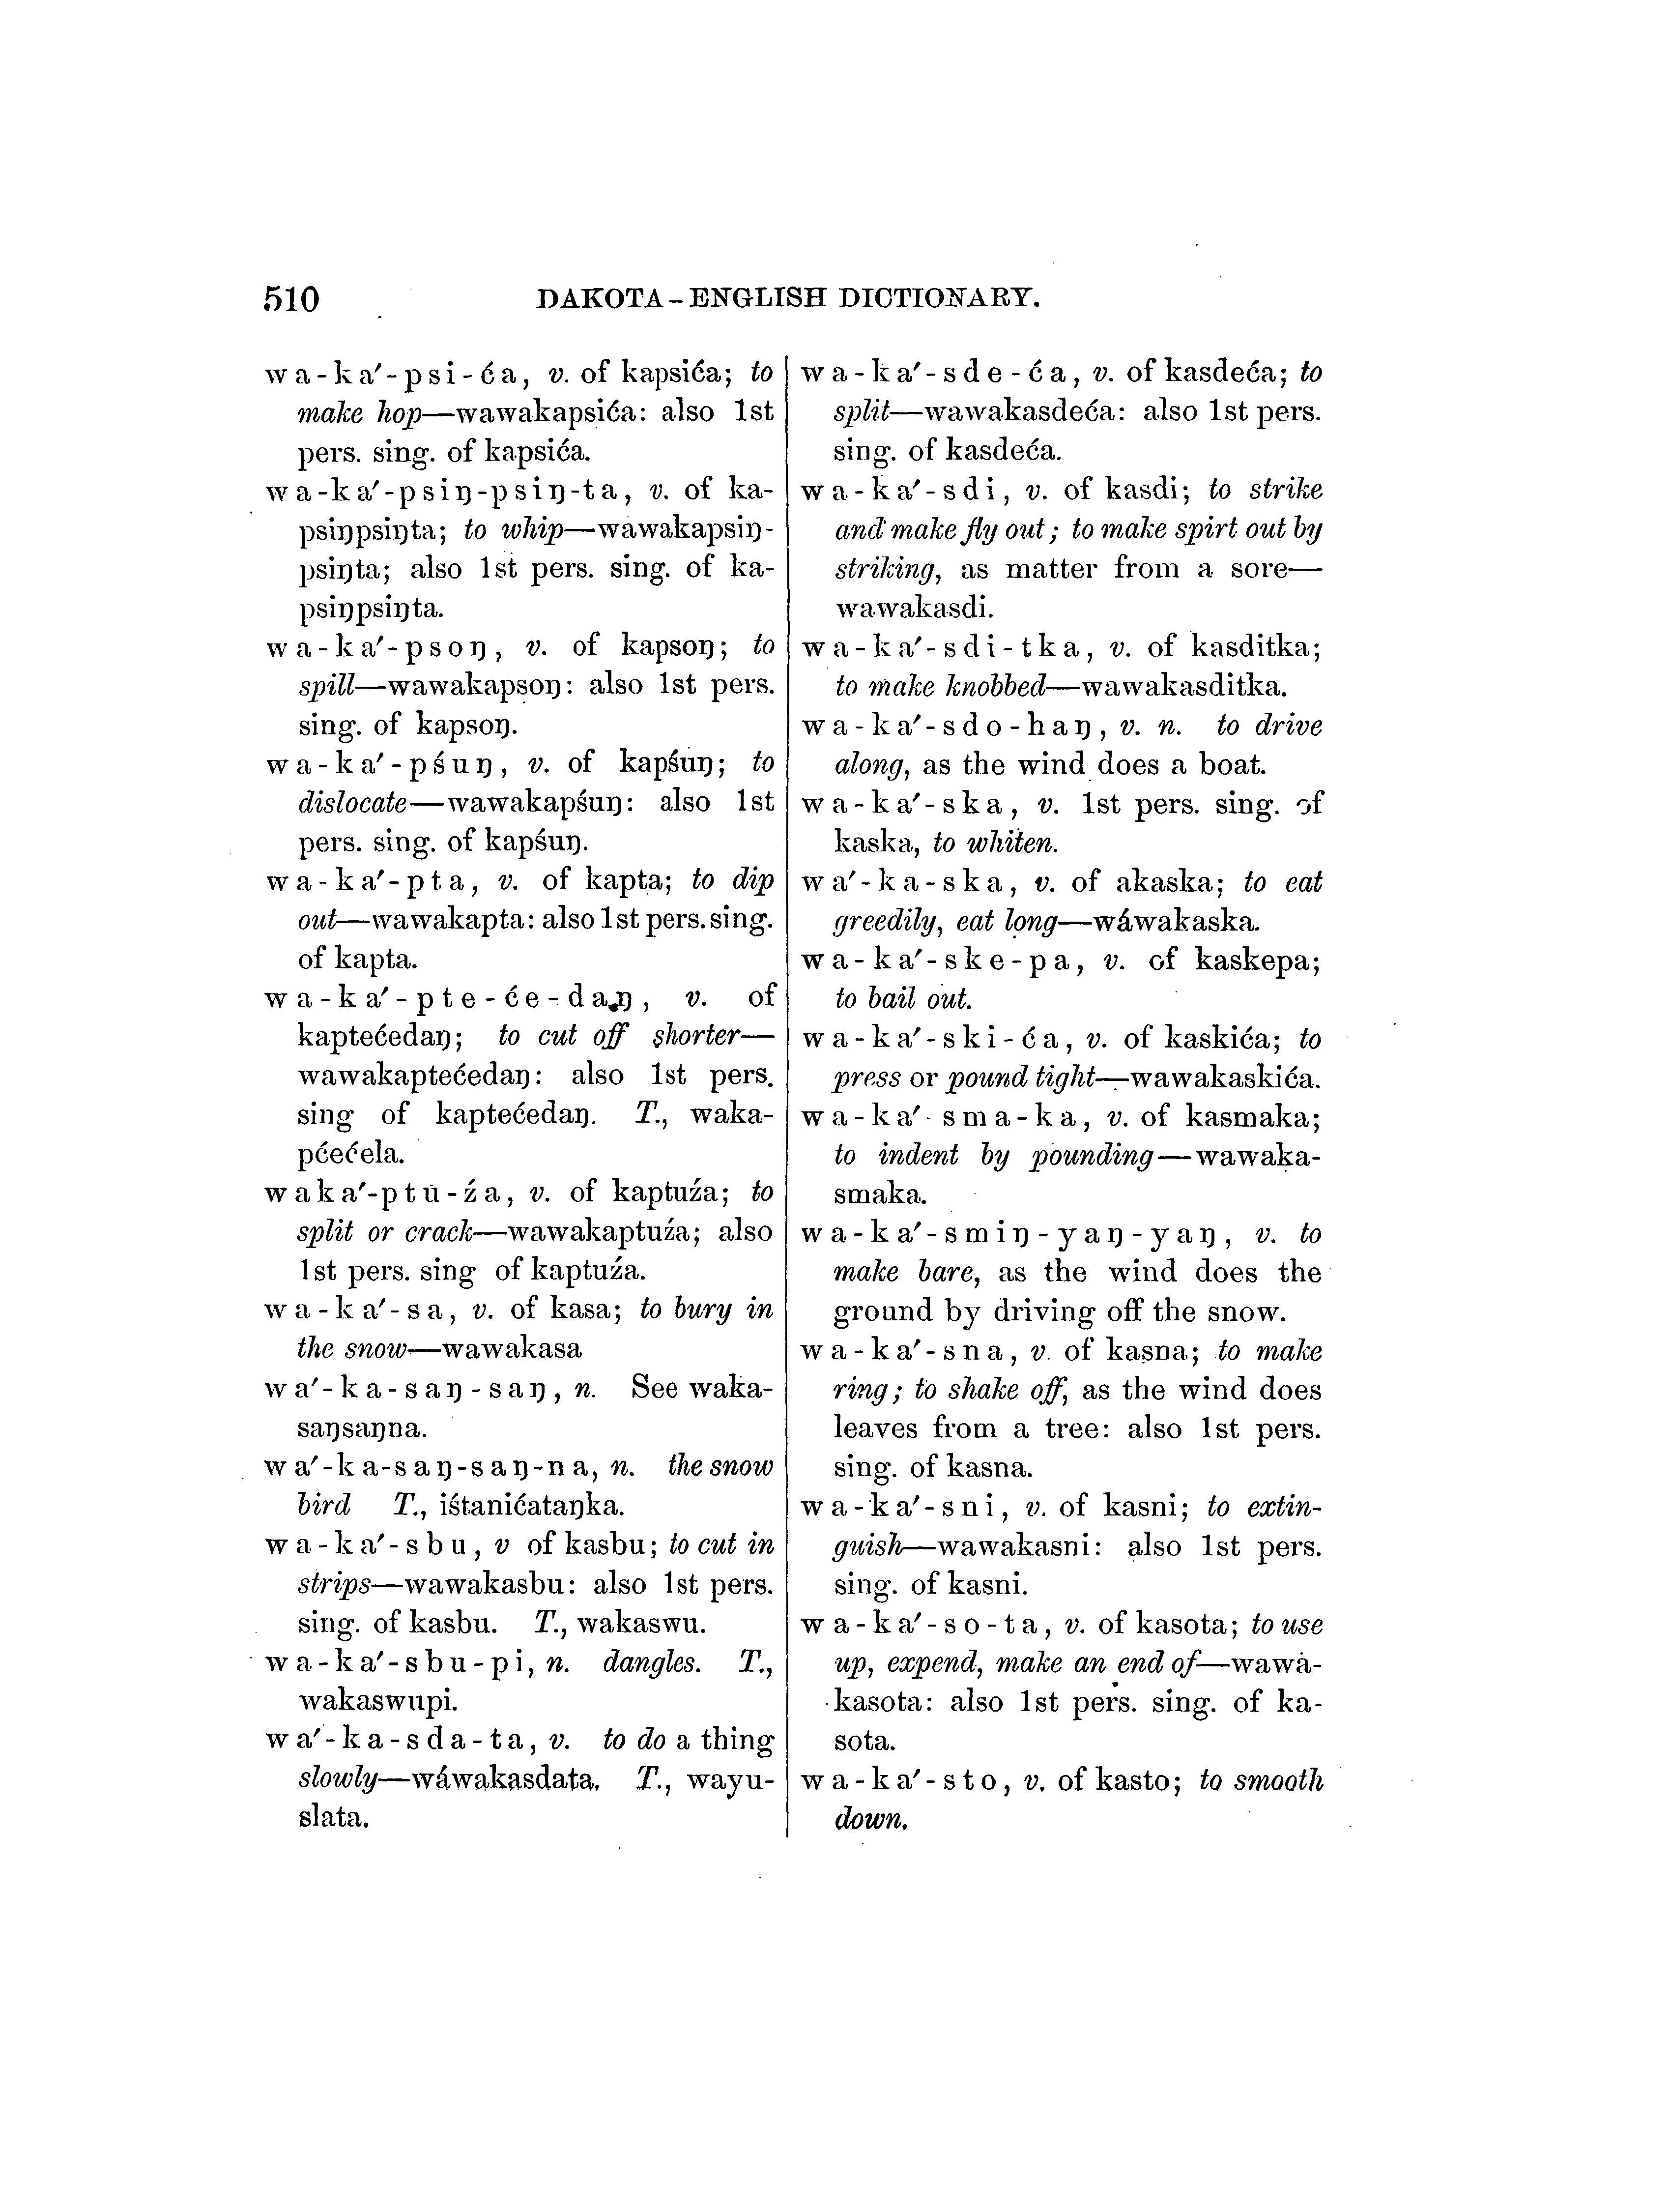 510 DAKOTA-ENGLISH DICTIONARY.
wa-ka′-psi-ća, v. of kapsića; to
make hop—wawakapsića: also 1st
pers. sing. of kapsića.
wa-ka′-psiŋ-psiŋ-ta, v. of ka-
psiŋpsiŋta; to whip—wawakapsiŋ-
psiŋta; also 1st pers. sing. of ka-
psiŋpsiŋta.
wa-ka′-psoŋ, v. of kapsoŋ; to
spill—wawakapsoŋ: also 1st pers.
sing. of kapsoŋ.
wa-ka′-pśuŋ, v. of kapśuŋ; to
dislocate—wawakapśuŋ: also 1st
pers. sing. of kapśuŋ.
wa-ka′-pta, v. of kapta; to dip
out—wawakapta: also 1st pers. sing.
of kapta.
wa-ka′-pte-će-daŋ, v. of
kaptećedaŋ; to cut off shorter—
wawakaptećedaŋ: also 1st pers.
sing of kaptećedaŋ. T., waka-
pćećela.
waka′-ptu-źa, v. of kaptuźa; to
split or crack—wawakaptuźa; also
1st pers. sing of kaptuźa.
wa-ka′-sa, v. of kasa; to bury in
the snow—wawakasa
wa′-ka-saŋ-saŋ, n. See waka-
saŋsaŋna.
wa′-ka-saŋ-saŋ-na, n. the snow
bird T., iśtanićataŋka.
wa-ka′-sbu, v of kasbu; to cut in
strips—wawakasbu: also 1st pers.
sing. of kasbu. T., wakaswu.
wa-ka′-sbu-pi, n. dangles. T.,
wakaswupi.
wa′-ka-sda-ta, v. to do a thing
slowly—wáwakasdata. T., wayu-
slata.
wa-ka′-sde-ća, v. of kasdeća; to
split—wawakasdeća: also 1st pers.
sing. of kasdeća.
wa-ka′-sdi, v. of kasdi; to strike
and make fly out; to make spirt out by
striking, as matter from a sore—
wawakasdi.
wa-ka′-sdi-tka, v. of kasditka;
to make knobbed—wawakasditka.
wa-ka′-sdo-haŋ, v. n. to drive
along, as the wind does a boat.
wa-ka′-ska, v. 1st pers. sing. of
kaska, to whiten.
wa′-ka-ska, v. of akaska; to eat
greedily, eat long—wáwakaska.
wa-ka′-ske-pa, v. of kaskepa;
to bail out.
wa-ka′-ski-ća, v. of kaskića; to
press or pound tight—wawakaskića.
wa-ka′-sma-ka, v. of kasmaka;
to indent by pounding—wawaka-
smaka.
wa-ka′-smiŋ-yaŋ-yaŋ, v. to
make bare, as the wind does the
ground by driving off the snow.
wa-ka′-sna, v. of kasna; to make
ring; to shake off, as the wind does
leaves from a tree: also 1st pers.
sing. of kasna.
wa-ka′-sni, v. of kasni; to extin-
guish—wawakasni: also 1st pers.
sing. of kasni.
wa-ka′-so-ta, v. of kasota; to use
up, expend, make an end of—wawa-
kasota: also 1st pers. sing. of ka-
sota.
wa-ka′-sto, v. of kasto; to smooth
down.